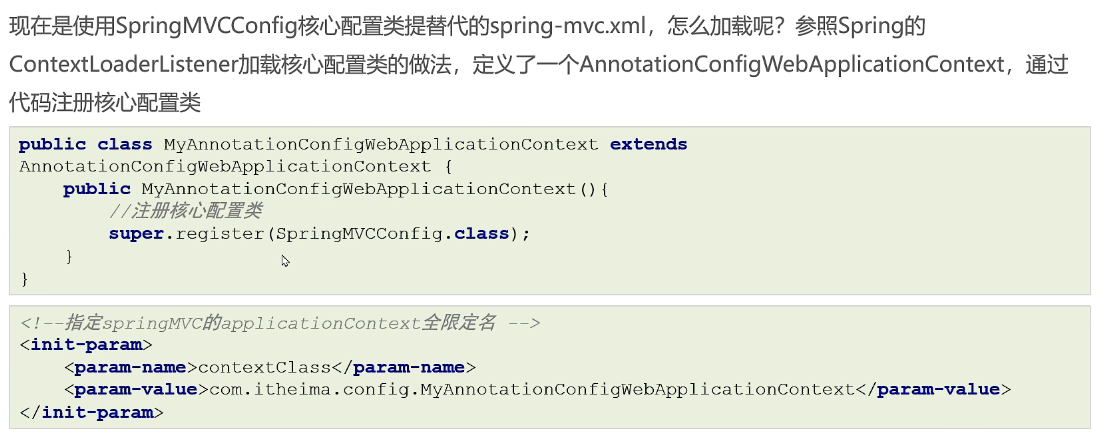 现在是使用SpringMVCConfig核心配置类提替代的spring-mvc.xml，怎么加载呢？参照Spring的
ContextLoaderListener加载核心配置类的做法，定义了一个AnnotationConfigWebApplicationContext，通过
代码注册核心配置类
public class MyAnnotationConfigWebApplicationContext extends
AnnotationConfigWebApplicationContext {
    public MyAnnotationConfigWebApplicationContext(){
        //注册核心配置类
        super.register(SpringMVCConfig.class);
    }
}
<!--指定springMVC的applicationContext全限定名 -->
<init-param>
    <param-name>contextClass</param-name>
    <param-value>com.itheima.config.MyAnnotationConfigWebApplicationContext</param-value>
</init-param>